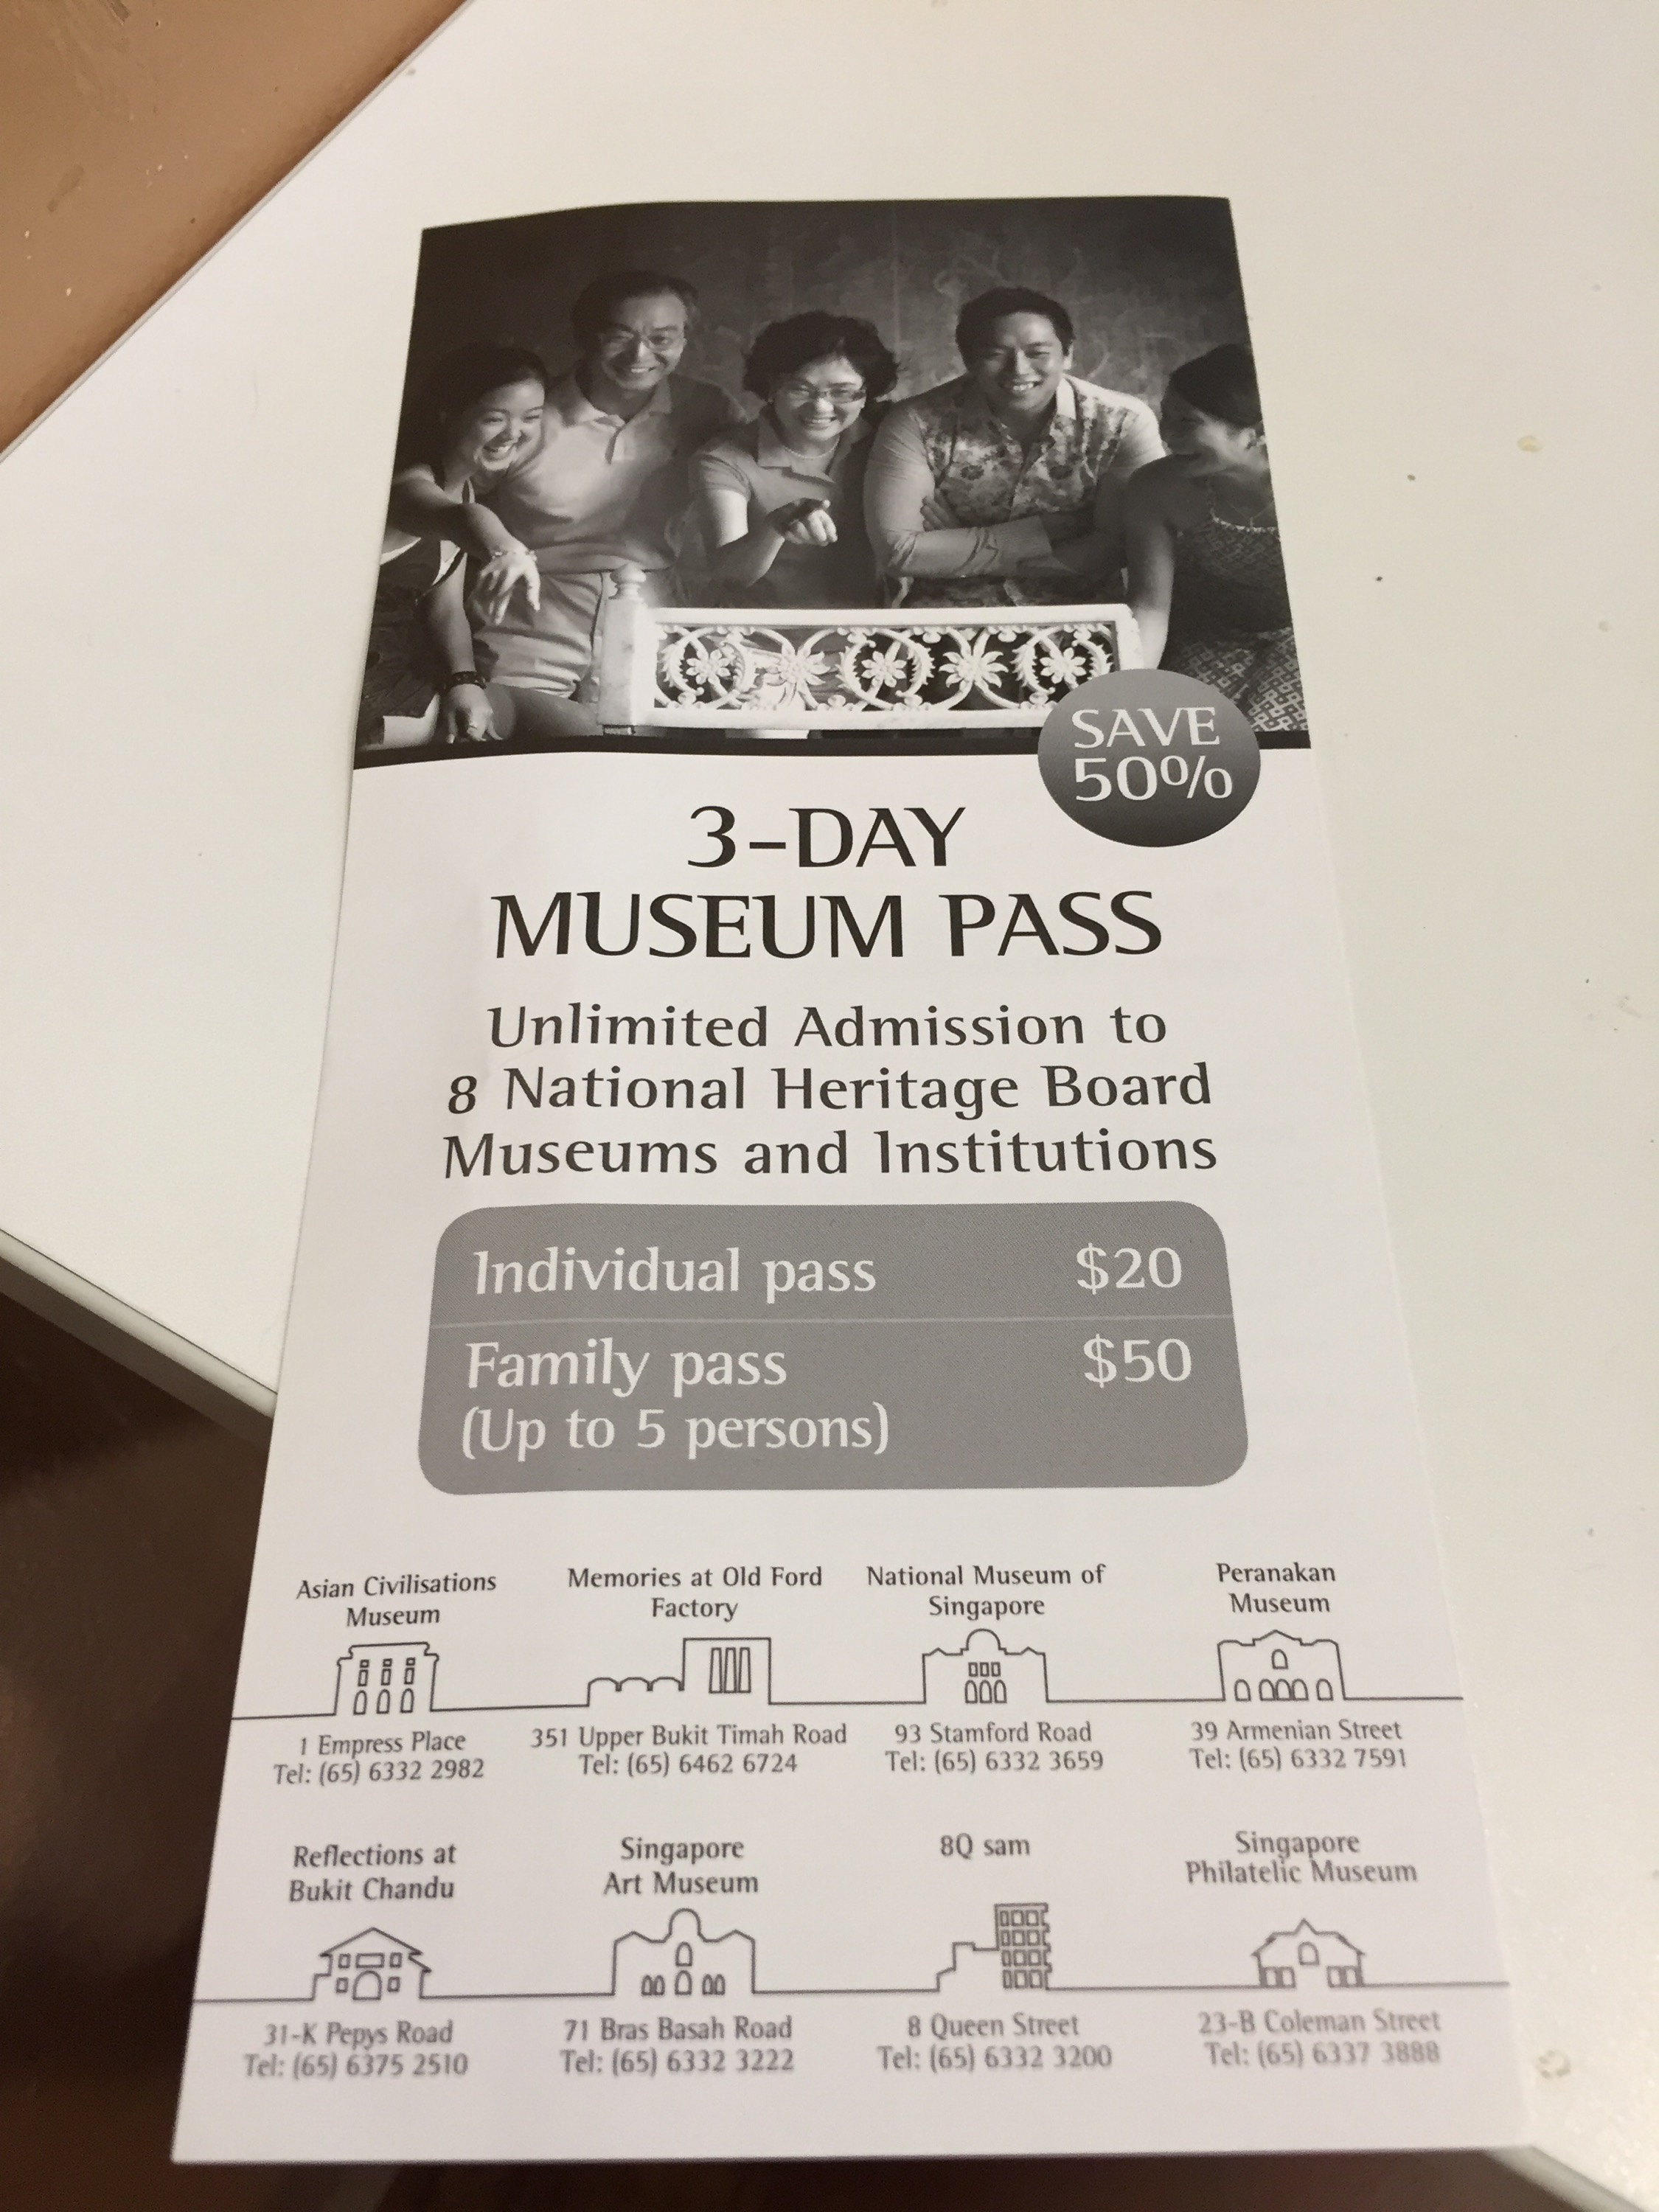 SAVE
50%
3-DAY
MUSEUM PASS
Unlimited Admission to
8 National Heritage Board
Museums and Institutions
Individual pass $20
Family pass $50
(Up to 5 persons)
Asian Civilisations
Museum
1 Empress Place
Tel: (65) 6332 2982
Memories at Old Ford
Factory
351 Upper Bukit Timah Road
Tel: (65) 6462 6724
National Museum of
Singapore
93 Stamford Road
Tel: (65) 6332 3659
Peranakan
Museum
39 Armenian Street
Tel: (65) 6332 7591
Reflections at
Bukit Chandu
31-K Pepys Road
Tel: (65) 6375 2510
Singapore
Art Museum
71 Bras Basah Road
Tel: (65) 6332 3222
8Q sam
8 Queen Street
Tel: (65) 6332 3200
Singapore
Philatelic Museum
23-B Coleman Street
Tel: (65) 6337 3888